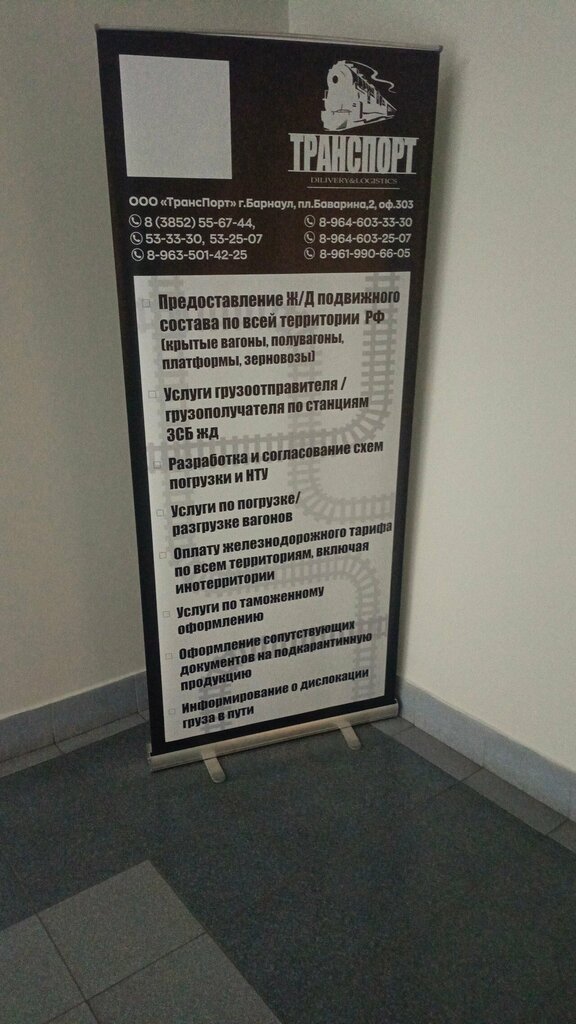 ТРАНСПОРТ
DILIVERY&LOGISTICS
ООО «ТрансПорт» г.Барнаул, пл.Баварина,2, оф.303
8 (3852) 55-67-44,
53-33-30, 53-25-07
8-963-501-42-25
8-964-603-33-30
8-964-603-25-07
8-961-990-66-05
Предоставление Ж/Д подвижного
состава по всей территории РФ
(крытые вагоны, полувагоны,
платформы, зерновозы)
Услуги грузоотправителя /
грузополучателя по станциям
ЗСБ жд
Разработка и согласование схем
погрузки и НТУ
Услуги по погрузке/
разгрузке вагонов
Оплату железнодорожного тарифа
по всем территориям, включая
инотерритории
Услуги по таможенному
оформлению
Оформление сопутствующих
документов на подкарантинную
продукцию
Информирование о дислокации
груза в пути